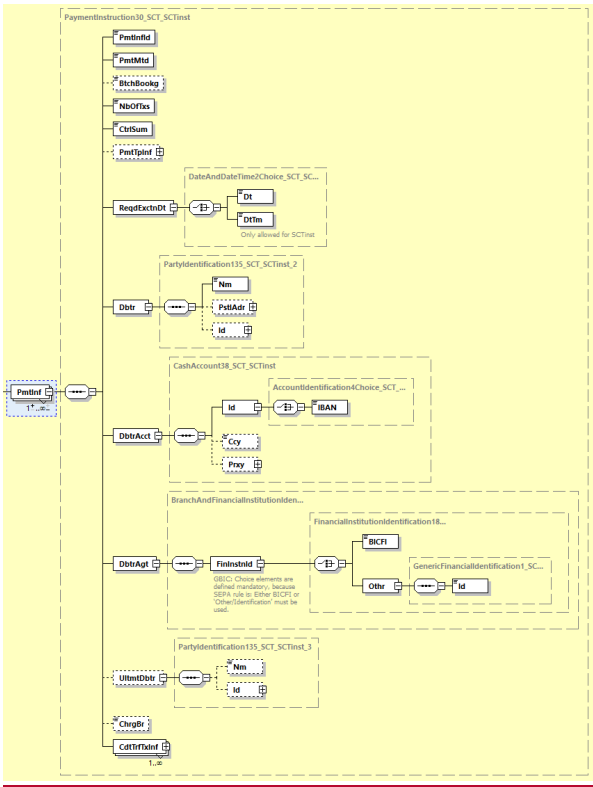 PaymentInstruction30_SCT_SCTinst
PmtInfId
PmtMtd
BtchBookg
NbOfTxs
CtrlSum
PmtTpInf
DateAndDateTime2Choice_SCT_SC...
ReqdExctnDt
Dt
DtTm
Only allowed for SCTinst
PartyIdentification135_SCT_SCTinst_2
Nm
Dbtr
PstlAdr
Id
CashAccount38_SCT_SCTinst
AccountIdentification4Choice_SCT_...
PmtInf
1..∞
Id
IBAN
DbtrAcct
Ccy
Prxy
BranchAndFinancialInstitutionIden...
FinancialInstitutionIdentification18...
BICFI
DbtrAgt
FinInstnId
GenericFinancialIdentification1_SC...
GBIC: Choice elements are
defined mandatory, because
SEPA rule is: Either BICFI or
'Other/Identification' must be
used.
Othr
Id
PartyIdentification135_SCT_SCTinst_3
Nm
UltmtDbtr
Id
ChrgBr
CdtTrfTxInf
1..∞